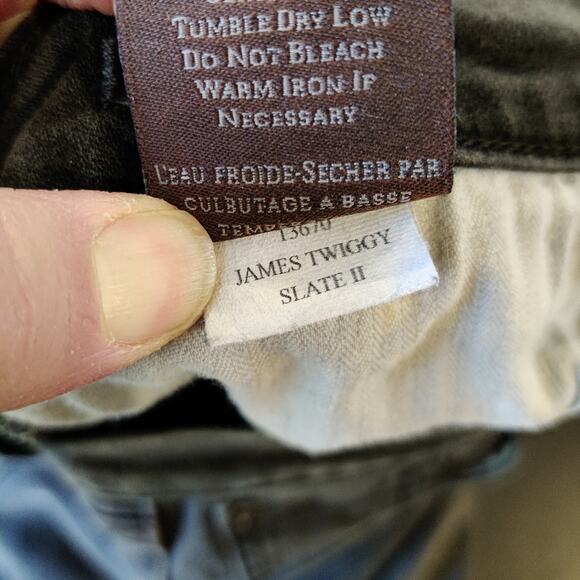 Tumble Dry Low
Do Not Bleach
Warm Iron If
Necessary
L'eau froide-Secher par
culbutage a basse
13670
JAMES TWIGGY
SLATE II